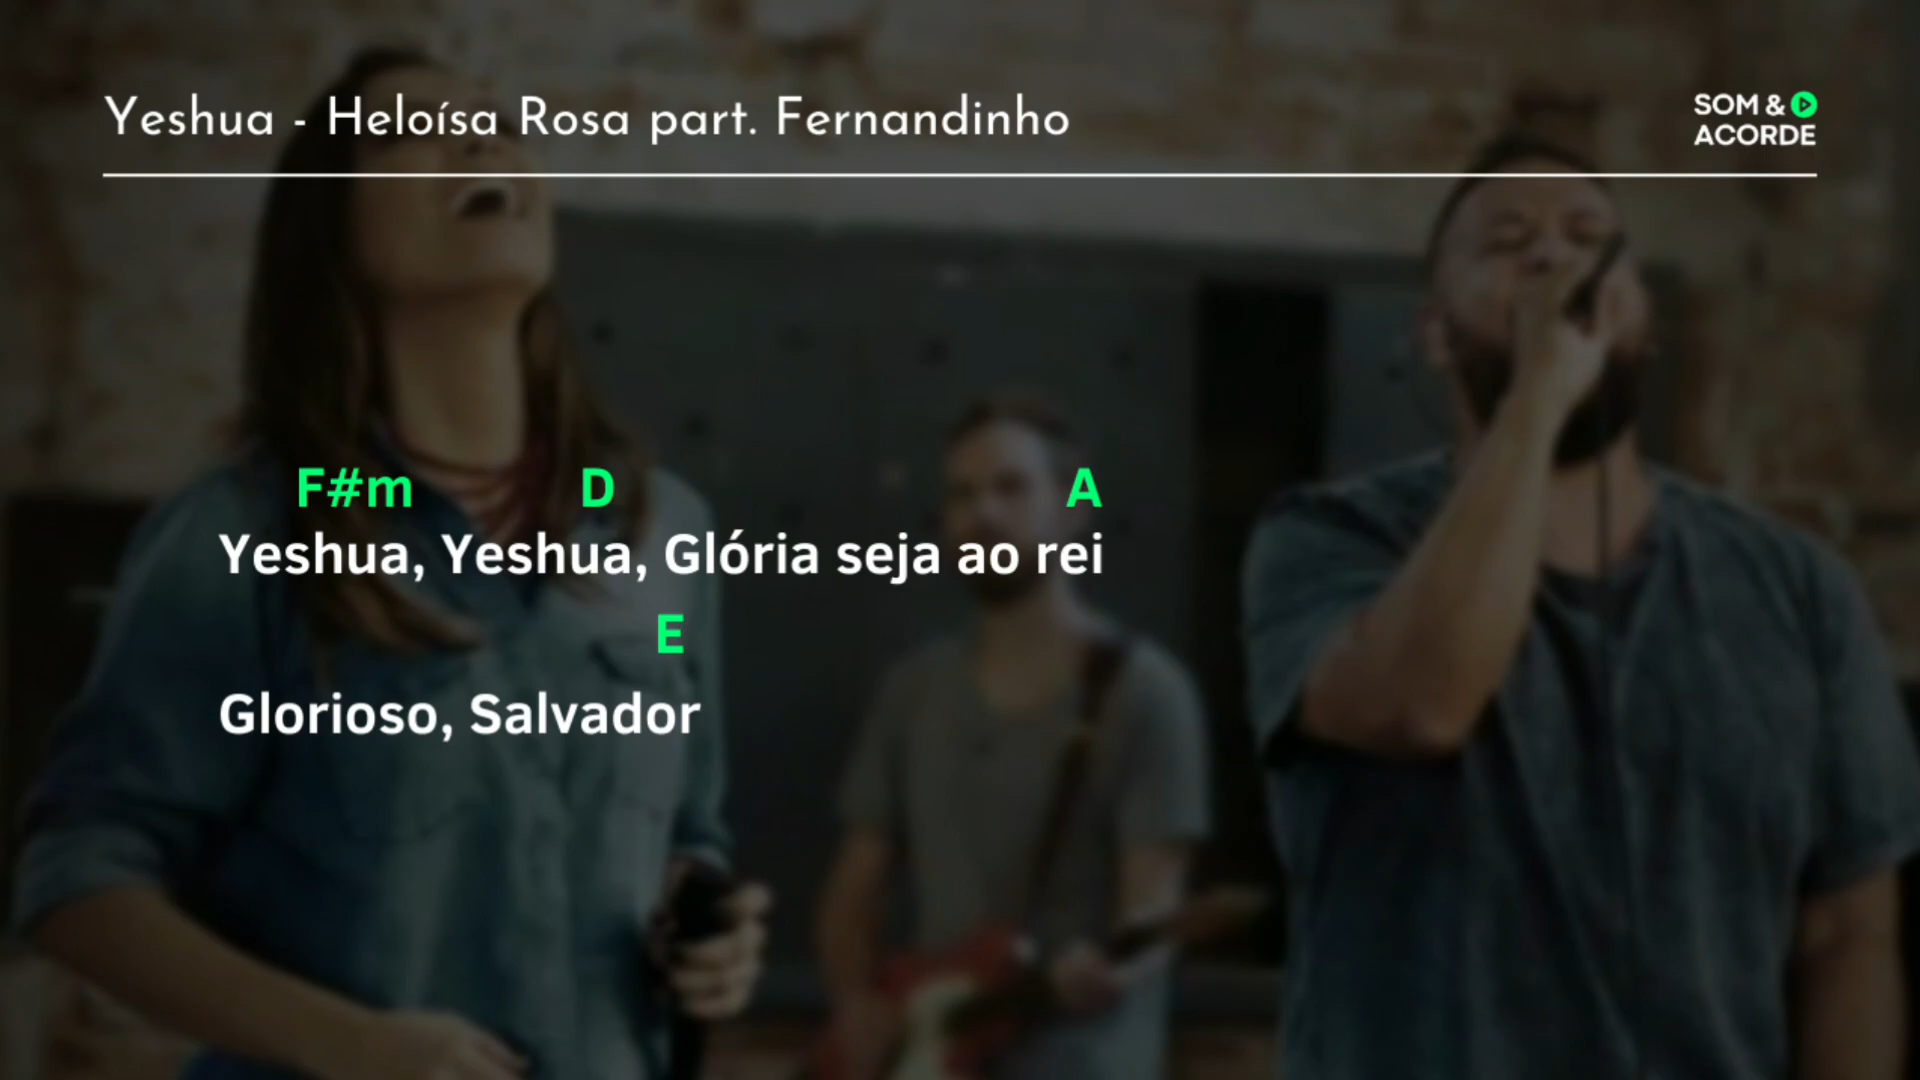 Yeshua - Heloísa Rosa part. Fernandinho
SOM &
ACORDE
F#m D A
Yeshua, Yeshua, Glória seja ao rei
E
Glorioso, Salvador